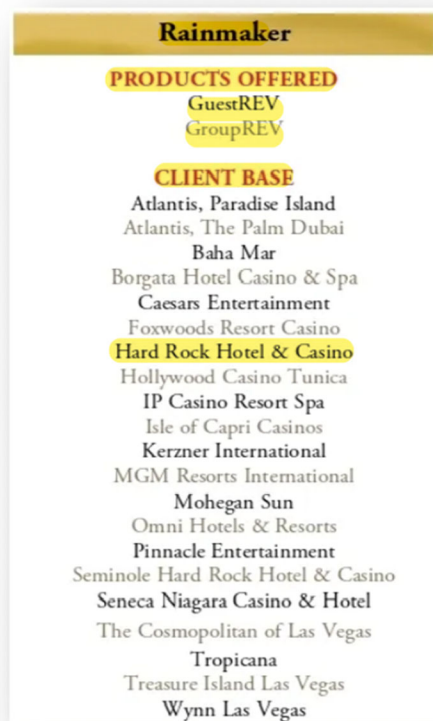 Rainmaker
PRODUCTS OFFERED
GuestREV
GroupREV
CLIENT BASE
Atlantis, Paradise Island
Atlantis, The Palm Dubai
Baha Mar
Borgata Hotel Casino & Spa
Caesars Entertainment
Foxwoods Resort Casino
Hard Rock Hotel & Casino
Hollywood Casino Tunica
IP Casino Resort Spa
Isle of Capri Casinos
Kerzner International
MGM Resorts International
Mohegan Sun
Omni Hotels & Resorts
Pinnacle Entertainment
Seminole Hard Rock Hotel & Casino
Seneca Niagara Casino & Hotel
The Cosmopolitan of Las Vegas
Tropicana
Treasure Island Las Vegas
Wynn Las Vegas